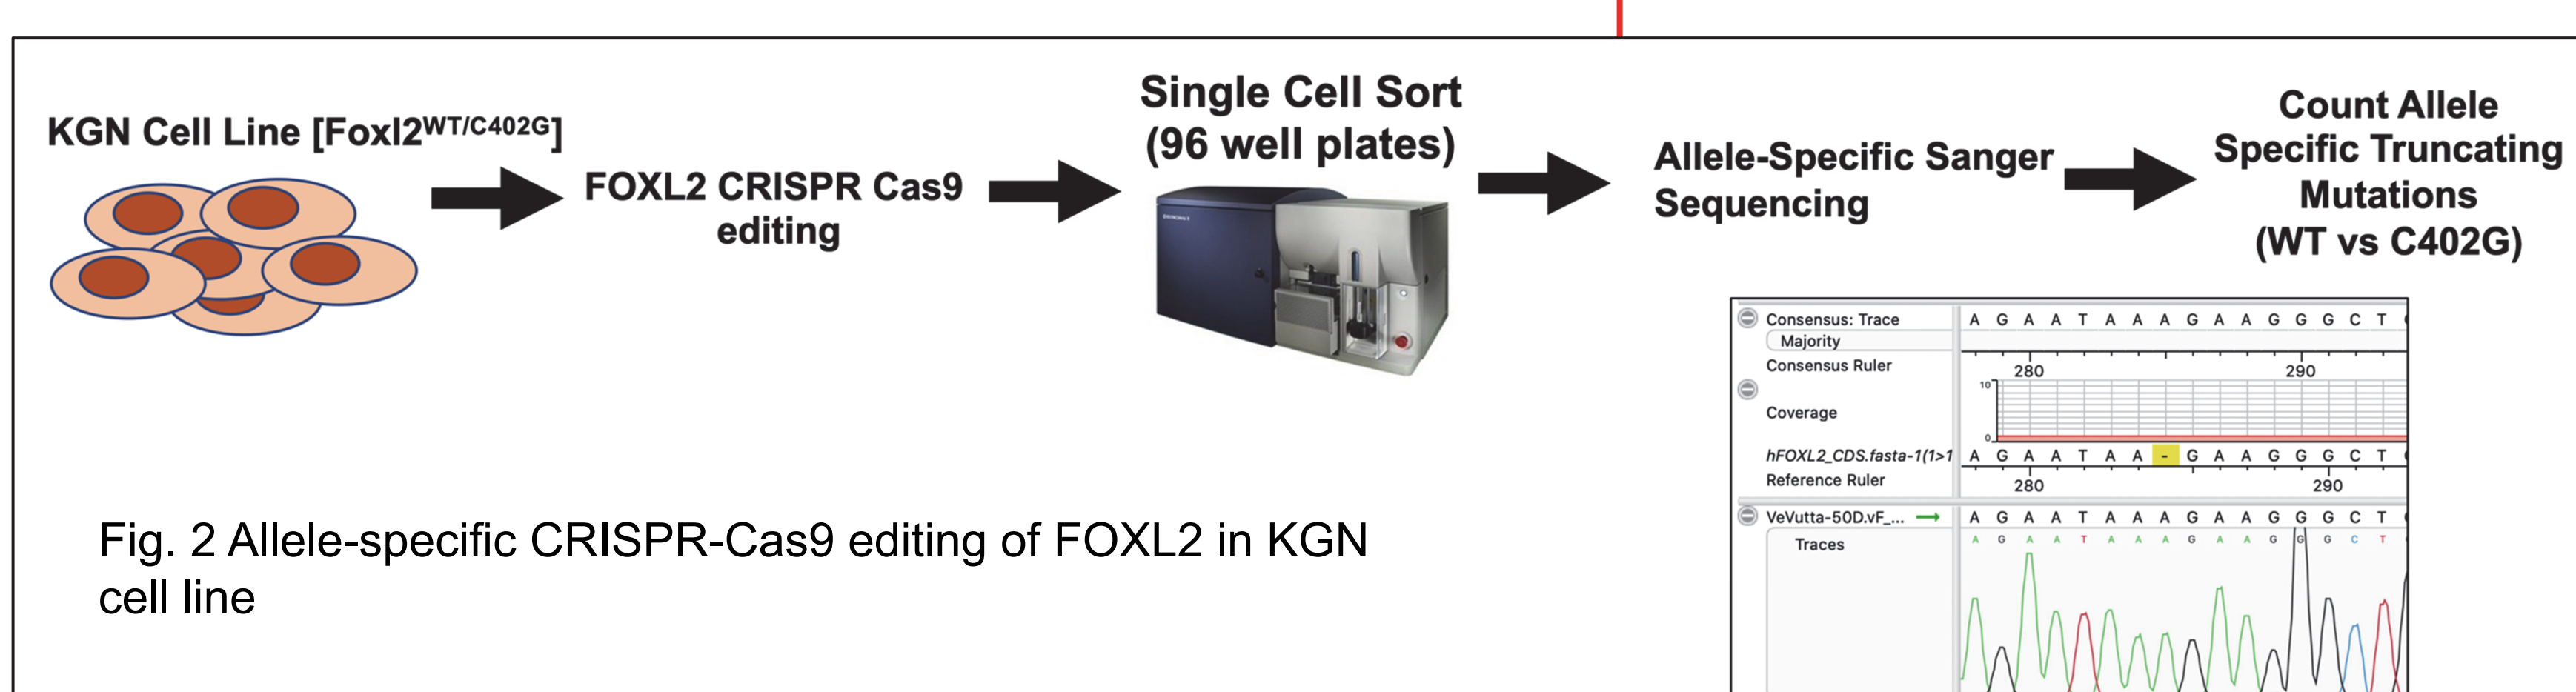 KGN Cell Line [Foxl2WT/C402G]
FOXL2 CRISPR Cas9
editing
Single Cell Sort
(96 well plates)
Allele-Specific Sanger
Sequencing
Count Allele
Specific Truncating
Mutations
(WT vs C402G)
Consensus: Trace
A G A A T A A A G A A G G G C T
Majority
Consensus Ruler
280 290
10
Coverage
0
hFOXL2_CDS.fasta-1(1>1
A G A A T A A - G A A G G G C T
Reference Ruler
280 290
VeVutta-50D.vF_...
A G A A T A A A G A A G G G C T
Traces
A G A A T A A A G A A G G G C T
Fig. 2 Allele-specific CRISPR-Cas9 editing of FOXL2 in KGN
cell line